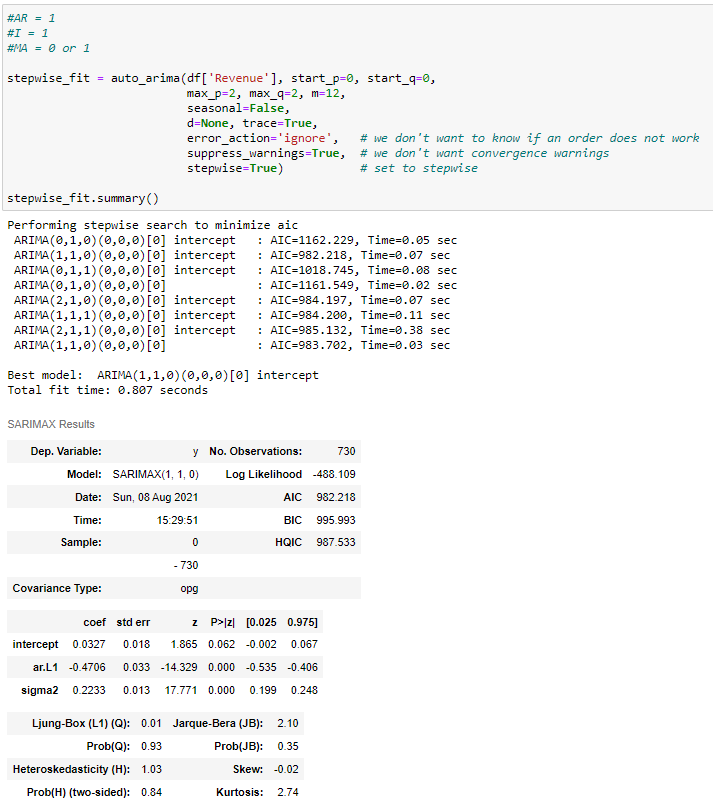 #AR = 1
#I = 1
#MA = 0 or 1
stepwise_fit = auto_arima(df['Revenue'], start_p=0, start_q=0,
max_p=2, max_q=2, m=12,
seasonal=False,
d=None, trace=True,
error_action='ignore',   # we don't want to know if an order does not work
suppress_warnings=True,  # we don't want convergence warnings
stepwise=True)           # set to stepwise
stepwise_fit.summary()
Performing stepwise search to minimize aic
ARIMA(0,1,0)(0,0,0)[0] intercept   : AIC=1162.229, Time=0.05 sec
ARIMA(1,1,0)(0,0,0)[0] intercept   : AIC=982.218, Time=0.07 sec
ARIMA(0,1,1)(0,0,0)[0] intercept   : AIC=1018.745, Time=0.08 sec
ARIMA(0,1,0)(0,0,0)[0]             : AIC=1161.549, Time=0.02 sec
ARIMA(2,1,0)(0,0,0)[0] intercept   : AIC=984.197, Time=0.07 sec
ARIMA(1,1,1)(0,0,0)[0] intercept   : AIC=984.200, Time=0.11 sec
ARIMA(2,1,1)(0,0,0)[0] intercept   : AIC=985.132, Time=0.38 sec
ARIMA(1,1,0)(0,0,0)[0]             : AIC=983.702, Time=0.03 sec
Best model:  ARIMA(1,1,0)(0,0,0)[0] intercept
Total fit time: 0.807 seconds
SARIMAX Results
Dep. Variable: y No. Observations: 730
Model: SARIMAX(1, 1, 0) Log Likelihood -488.109
Date: Sun, 08 Aug 2021 AIC 982.218
Time: 15:29:51 BIC 995.993
Sample: 0 HQIC 987.533
- 730
Covariance Type: opg
coef std err z P>|z| [0.025 0.975]
intercept 0.0327 0.018 1.865 0.062 -0.002 0.067
ar.L1 -0.4706 0.033 -14.329 0.000 -0.535 -0.406
sigma2 0.2233 0.013 17.771 0.000 0.199 0.248
Ljung-Box (L1) (Q): 0.01 Jarque-Bera (JB): 2.10
Prob(Q): 0.93 Prob(JB): 0.35
Heteroskedasticity (H): 1.03 Skew: -0.02
Prob(H) (two-sided): 0.84 Kurtosis: 2.74